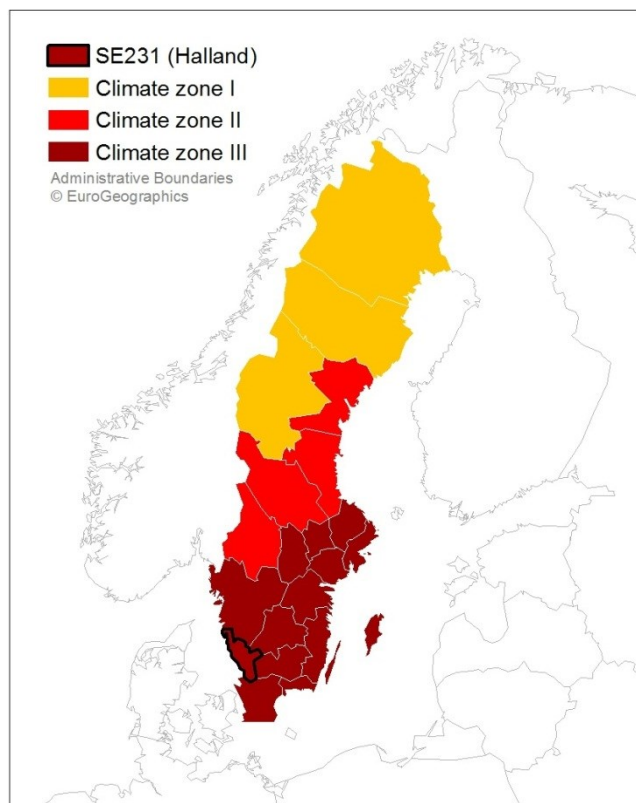 SE231 (Halland)
Climate zone I
Climate zone II
Climate zone III
Administrative Boundaries
© EuroGeographics